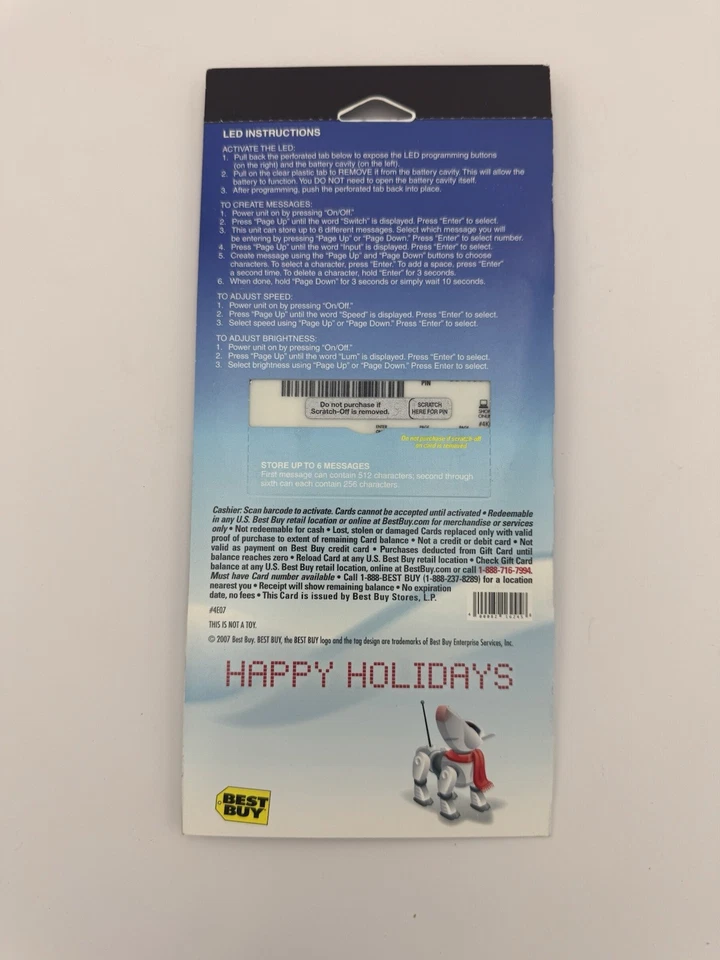 LED INSTRUCTIONS
ACTIVATE THE LED:
1. Pull back the perforated tab below to expose the LED programming buttons
(on the right) and the battery cavity (on the left).
2. Pull on the clear plastic tab to REMOVE it from the battery cavity. This will allow the
battery to function. You DO NOT need to open the battery cavity itself.
3. After programming, push the perforated tab back into place.
TO CREATE MESSAGES:
1. Power unit on by pressing "On/Off."
2. Press "Page Up" until the word "Switch" is displayed. Press "Enter" to select.
3. This unit can store up to 6 different messages. Select which message you will
be entering by pressing "Page Up" or "Page Down." Press "Enter" to select number.
4. Press "Page Up" until the word "Input" is displayed. Press "Enter" to select.
5. Create message using the "Page Up" and "Page Down" buttons to choose
characters. To select a character, press "Enter." To add a space, press "Enter"
a second time. To delete a character, hold "Enter" for 3 seconds.
6. When done, hold "Page Down" for 3 seconds or simply wait 10 seconds.
TO ADJUST SPEED:
1. Power unit on by pressing "On/Off."
2. Press "Page Up" until the word "Speed" is displayed. Press "Enter" to select.
3. Select speed using "Page Up" or "Page Down." Press "Enter" to select.
TO ADJUST BRIGHTNESS:
1. Power unit on by pressing "On/Off."
2. Press "Page Up" until the word "Lum" is displayed. Press "Enter" to select.
3. Select brightness using "Page Up" or "Page Down." Press Enter to select.
PIN
Do not purchase if
Scratch-Off is removed.
SCRATCH
HERE FOR PIN
Do not purchase if scratch-off
on card is removed
STORE UP TO 6 MESSAGES
First message can contain 512 characters, second through
sixth can each contain 256 characters.
Cashier: Scan barcode to activate. Cards cannot be accepted until activated • Redeemable
in any U.S. Best Buy retail location or online at BestBuy.com for merchandise or services
only • Not redeemable for cash • Lost, stolen or damaged Cards replaced only with valid
proof of purchase to extent of remaining Card balance • Not a credit or debit card • Not
valid as payment on Best Buy credit card • Purchases deducted from Gift Card until
balance reaches zero • Reload Card at any U.S. Best Buy retail location • Check Gift Card
balance at any U.S. Best Buy retail location, online at BestBuy.com or call 1-888-716-7994.
Must have Card number available • Call 1-888-BEST BUY (1-888-237-8289) for a location
nearest you • Receipt will show remaining balance • No expiration
date, no fees • This Card is issued by Best Buy Stores, L.P.
#4E07
THIS IS NOT A TOY.
© 2007 Best Buy. BEST BUY, the BEST BUY logo and the tag design are trademarks of Best Buy Enterprise Services, Inc.
HAPPY HOLIDAYS
BEST
BUY